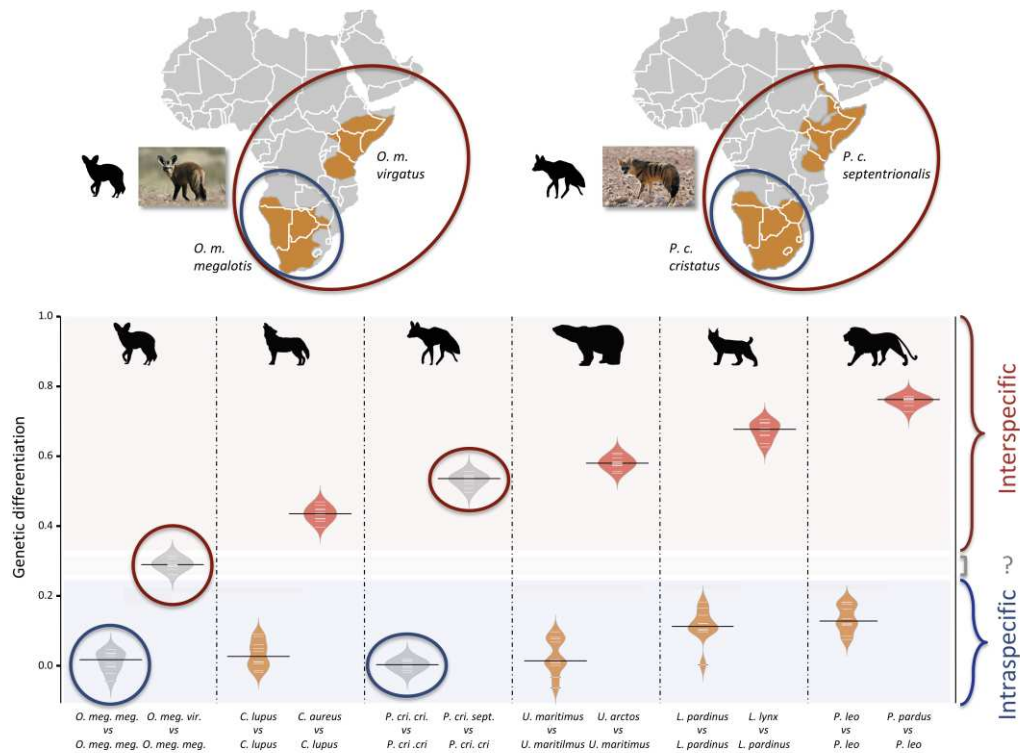 O. m.
virgatus
O. m.
megalotis
P. c.
septentrionalis
P. c.
cristatus
Genetic differentiation
1.0
0.8
0.6
0.4
0.2
0.0
Interspecific
?
Intraspecific
O. meg. meg.
vs
O. meg. meg.
O. meg. vir.
vs
O. meg. meg.
C. lupus
vs
C. lupus
C. aureus
vs
C. lupus
P. cri. cri.
vs
P. cri .cri
P. cri. sept.
vs
P. cri. cri
U. maritimus
vs
U. maritilmus
U. arctos
vs
U. maritimus
L. pardinus
vs
L. pardinus
L. lynx
vs
L. pardinus
P. leo
vs
P. leo
P. pardus
vs
P. leo